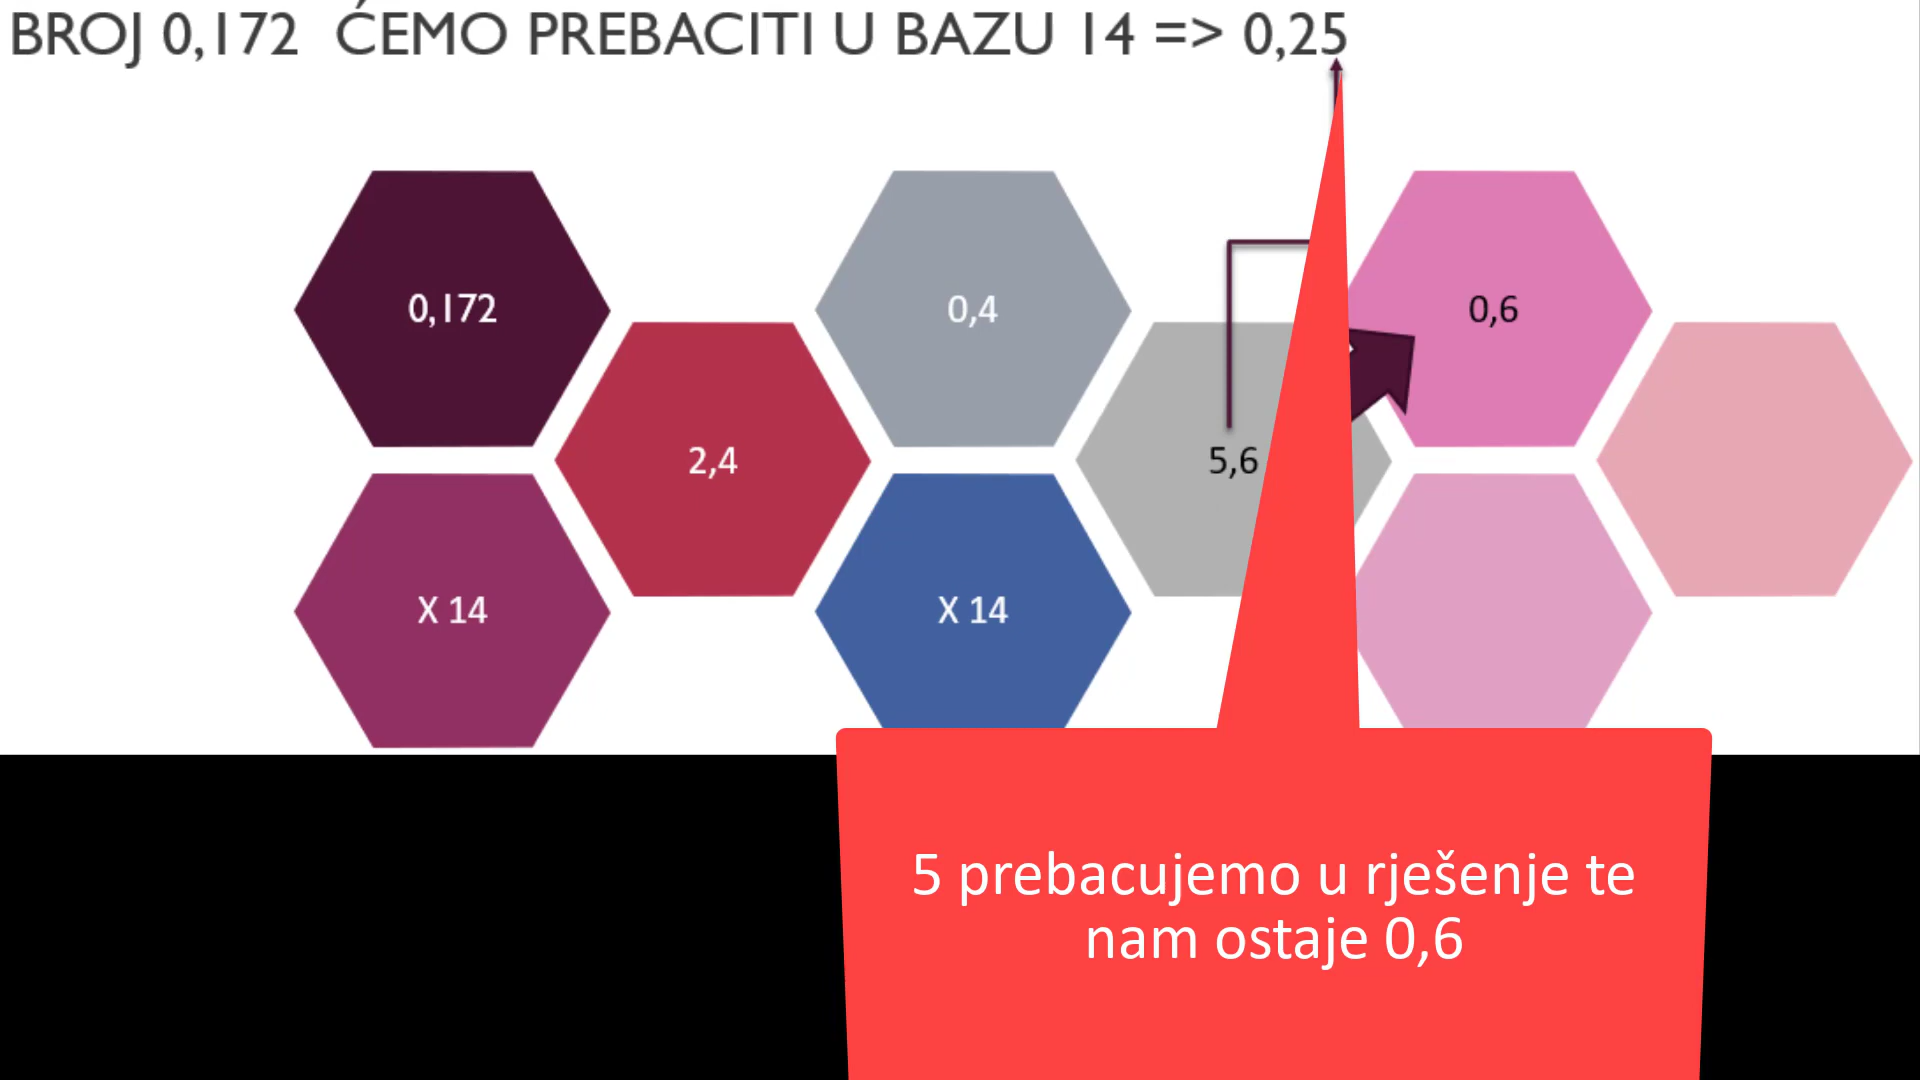 BROJ 0,172 ĆEMO PREBACITI U BAZU 14 => 0,25
0,172
0,4
0,6
2,4
5,6
X 14
X 14
5 prebacujemo u rješenje te
nam ostaje 0,6